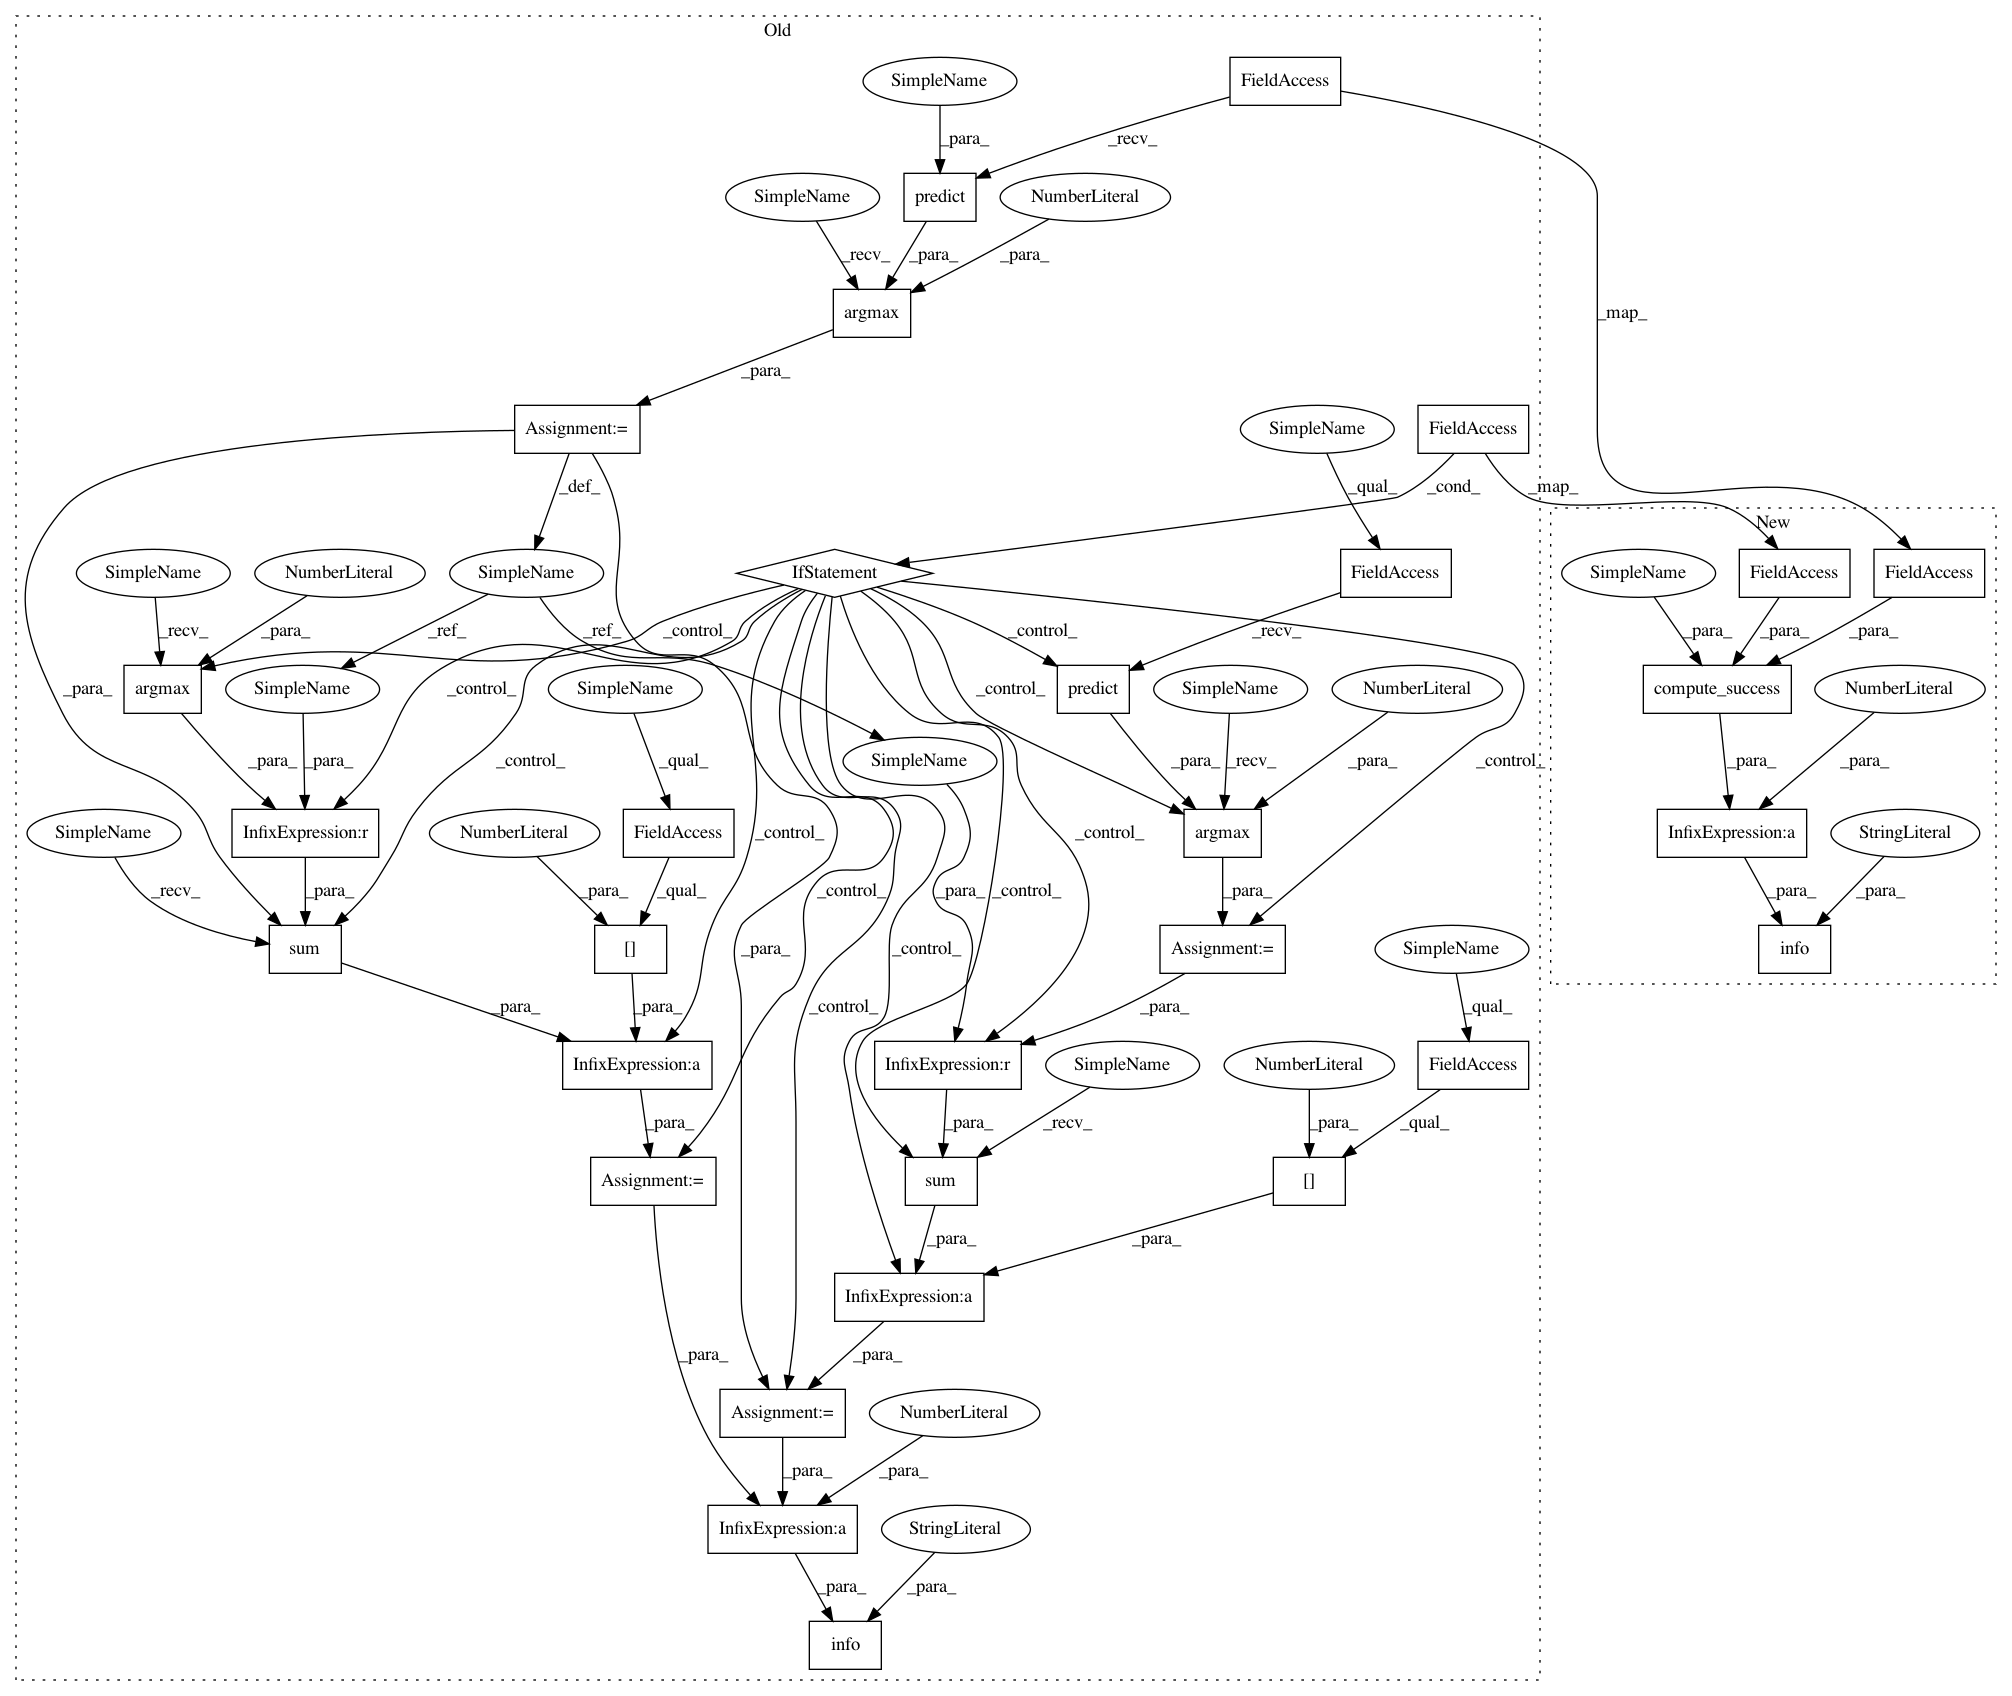 Old
SimpleName
FieldAccess
_para_
_recv_
SimpleName
predict
NumberLiteral
_recv_
_para_
_para_
_map_
argmax
_para_
Assignment:=
SimpleName
FieldAccess
_def_
_qual_
_cond_
_map_
New
SimpleName
NumberLiteral
SimpleName
IfStatement
FieldAccess
SimpleName
FieldAccess
FieldAccess
_recv_
_para_
_ref_
_ref_
_control_
_control_
_recv_
_para_
_para_
_para_
_para_
argmax
SimpleName
_control_
SimpleName
_control_
predict
SimpleName
NumberLiteral
compute_success
NumberLiteral
_para_
_para_
_control_
_qual_
SimpleName
_para_
_recv_
_para_
_control_
_para_
_para_
SimpleName
InfixExpression:r
NumberLiteral
FieldAccess
_control_
_control_
argmax
InfixExpression:a
StringLiteral
_recv_
_para_
_para_
_qual_
_control_
_para_
_control_
_para_
_para_
_para_
sum
[]
_para_
_control_
Assignment:=
SimpleName
info
_para_
_para_
_control_
_para_
_qual_
InfixExpression:a
InfixExpression:r
SimpleName
NumberLiteral
FieldAccess
_para_
_para_
_recv_
_para_
_qual_
Assignment:=
sum
[]
_para_
_para_
InfixExpression:a
_para_
_para_
Assignment:=
NumberLiteral
_para_
_para_
InfixExpression:a
StringLiteral
_para_
_para_
info